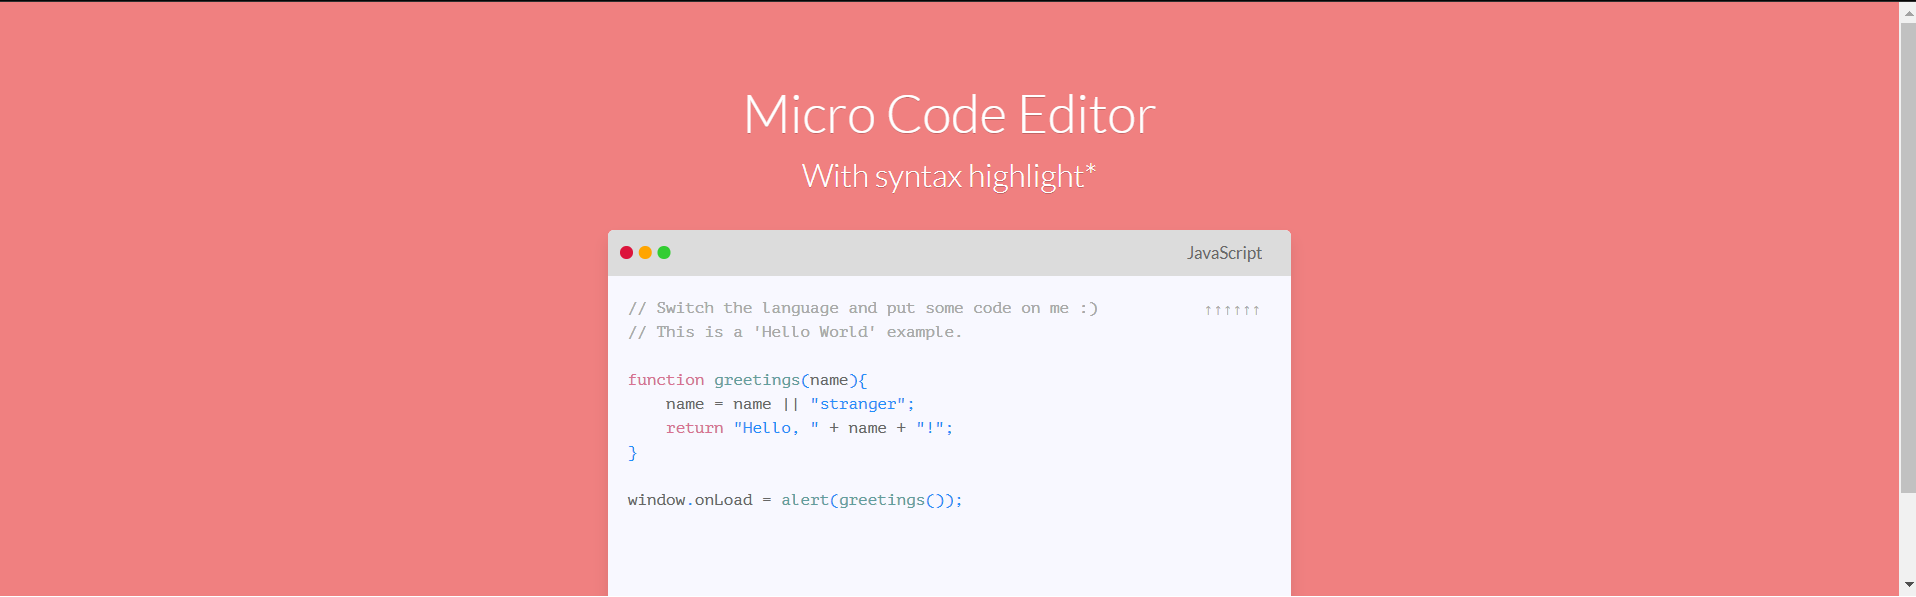 Micro Code Editor
With syntax highlight*
JavaScript
// Switch the language and put some code on me :)
↑↑↑↑↑↑
// This is a 'Hello World' example.
function greetings(name){
    name = name || "stranger";
    return "Hello, " + name + "!";
}
window.onLoad = alert(greetings());